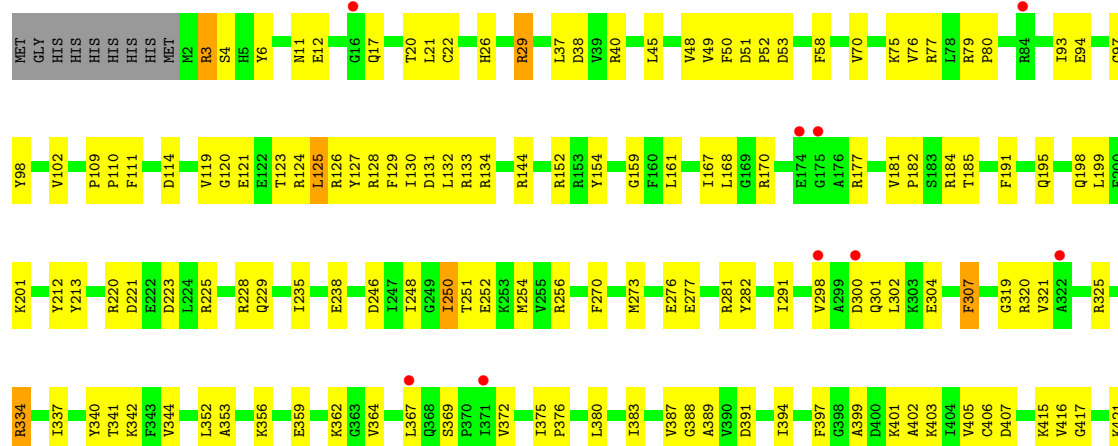 MET GLY HIS HIS HIS HIS HIS HIS MET M2 R3 S4 H5 Y6 N11 E12 G16 Q17 T20 L21 C22 H26 R29 L37 D38 V39 R40 L45 V48 V49 F50 D51 P52 D53 F58 V70 K75 V76 R77 L78 R79 P80 R84 I93 E94
Y98 V102 P109 P110 F111 D114 V119 G120 E121 E122 T123 R124 L125 R126 Y127 R128 F129 I130 D131 L132 R133 R134 R144 R152 R153 Y154 G159 F160 L161 I167 L168 G169 R170 E174 G175 A176 R177 V181 P182 S183 R184 T185 F191 Q195 Q198 L199 E200
K201 Y212 Y213 R220 D221 E222 D223 L224 R225 R228 Q229 I235 E238 D246 I247 I248 G249 I250 T251 E252 K253 M254 V255 R256 F270 M273 E276 E277 R281 Y282 I291 V298 A299 D300 Q301 L302 K303 E304 F307 G319 R320 V321 A322 R325
R334 I337 Y340 T341 K342 F343 V344 L352 A353 K356 E359 K362 G363 V364 L367 Q368 S369 P370 I371 V372 I375 P376 L380 I383 V387 G388 A389 V390 D391 I394 F397 G398 A399 D400 K401 A402 K403 I404 V405 C406 D407 K415 V416 G417